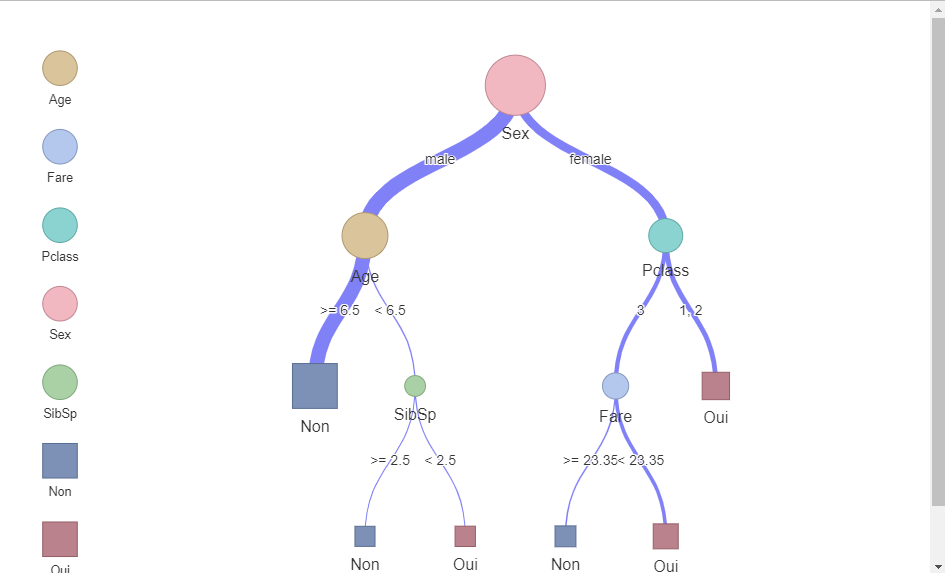 Age
Fare
Pclass
Sex
SibSp
Non
Oui
Sex
male
female
Age
Pclass
>= 6.5
< 6.5
3
1, 2
Non
SibSp
Fare
Oui
>= 2.5
< 2.5
>= 23.35
< 23.35
Non
Oui
Non
Oui